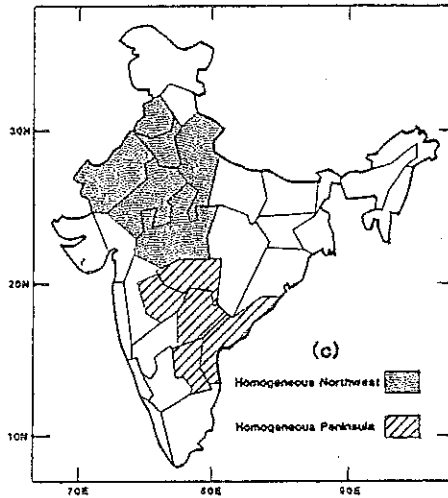 30N
20N
(c)
Homogeneous Northwest
Homogeneous Peninsula
10N
70E 80E 90E